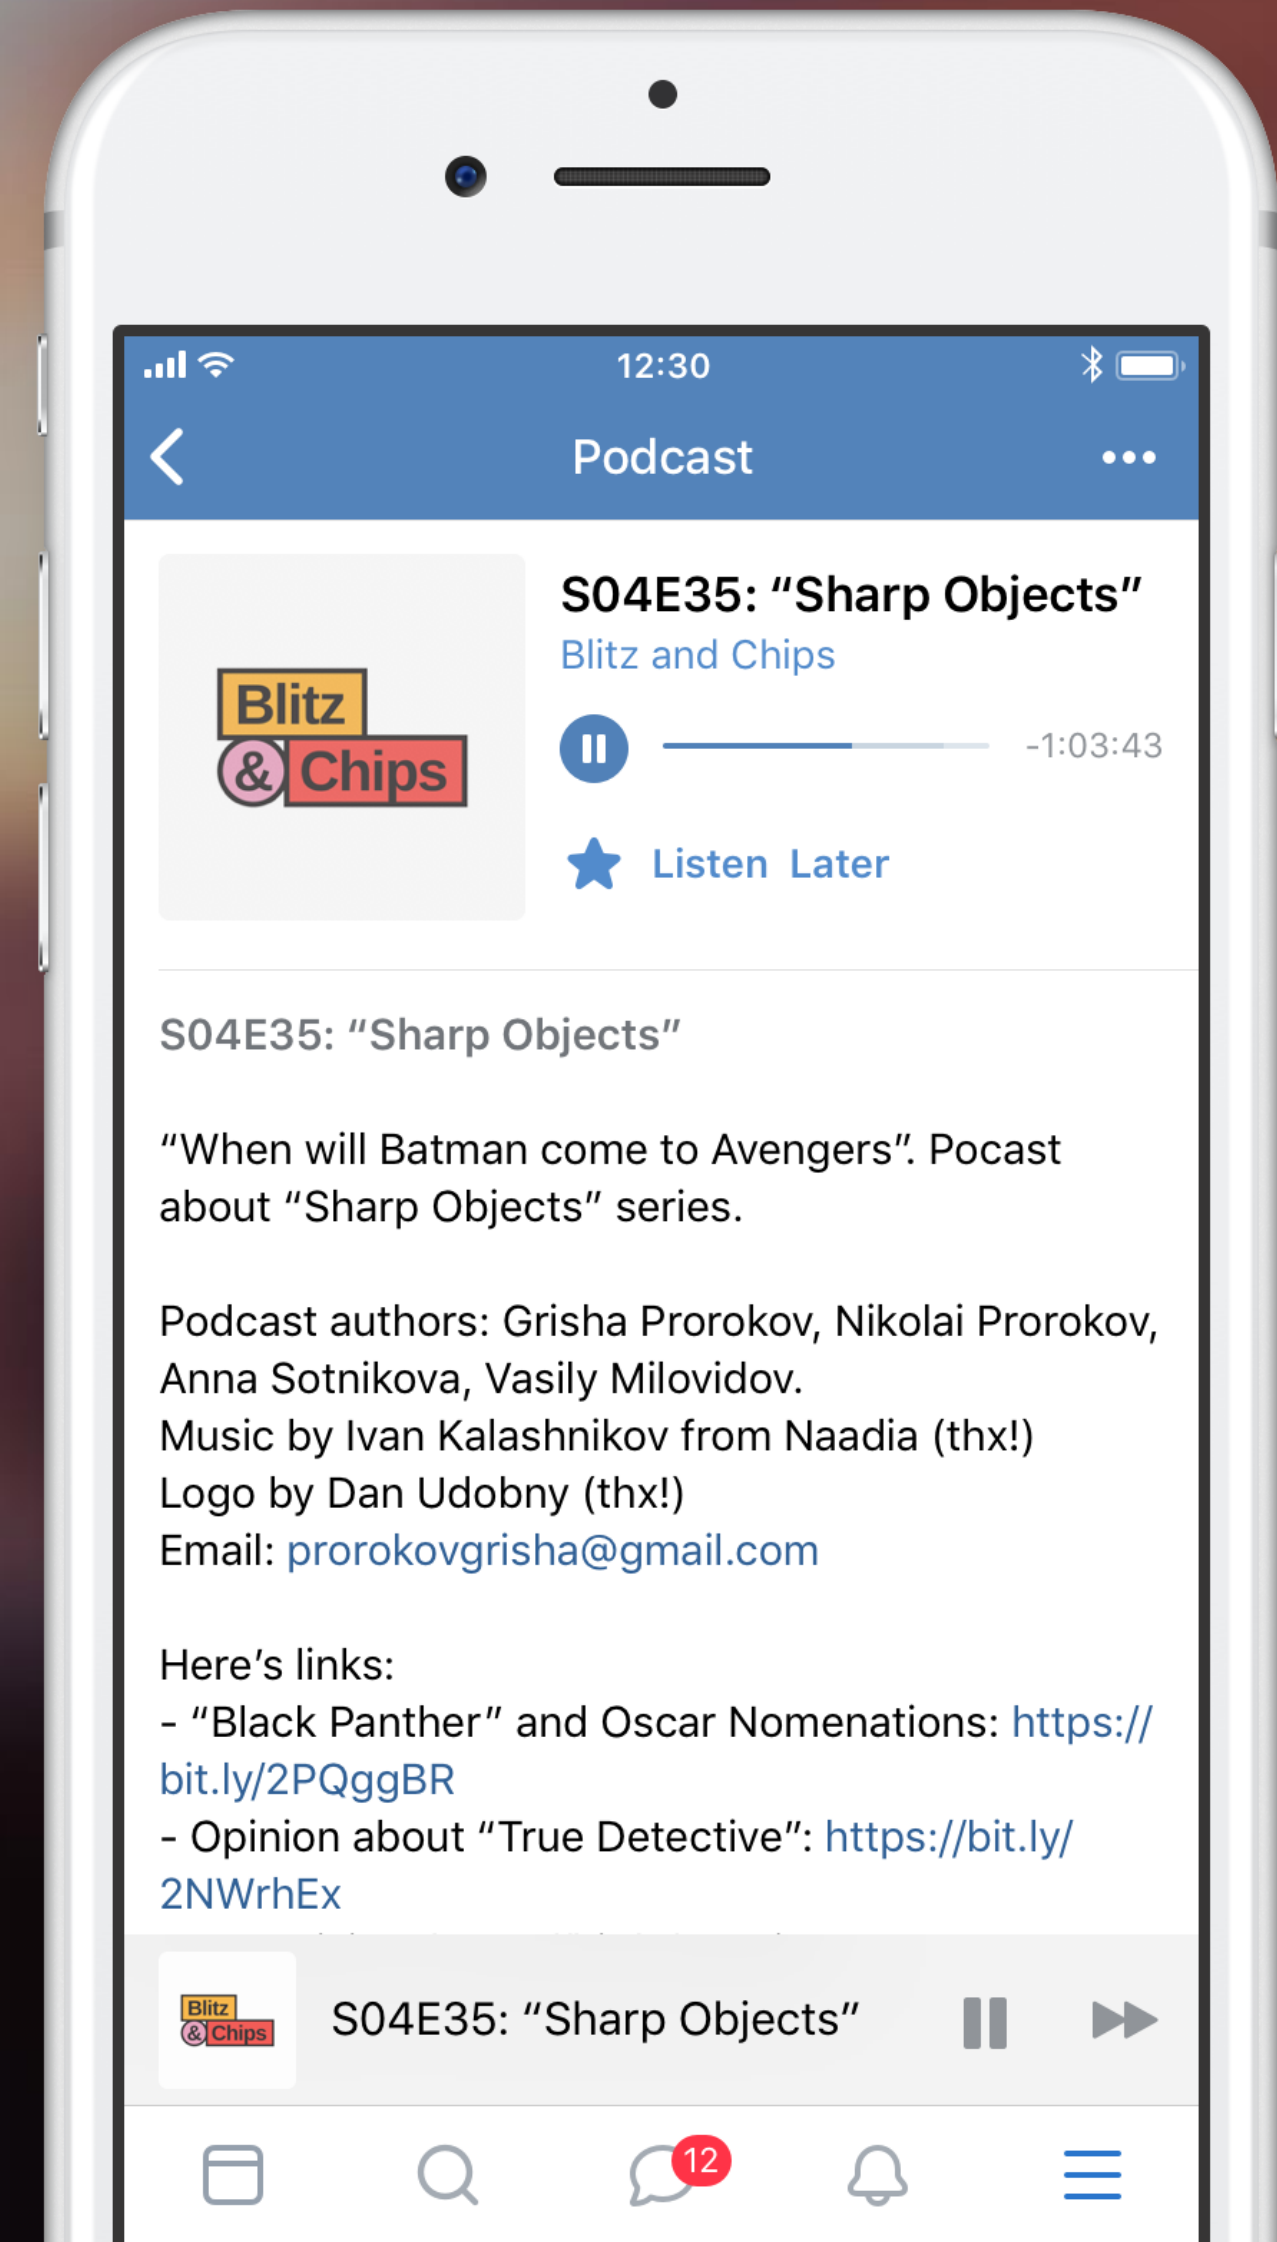 12:30
Podcast
Blitz
& Chips
S04E35: “Sharp Objects”
Blitz and Chips
-1:03:43
Listen Later
S04E35: “Sharp Objects”
“When will Batman come to Avengers”. Pocast
about “Sharp Objects” series.
Podcast authors: Grisha Prorokov, Nikolai Prorokov,
Anna Sotnikova, Vasily Milovidov.
Music by Ivan Kalashnikov from Naadia (thx!)
Logo by Dan Udobny (thx!)
Email: prorokovgrisha@gmail.com
Here’s links:
- “Black Panther” and Oscar Nomenations: https://
bit.ly/2PQggBR
- Opinion about “True Detective”: https://bit.ly/
2NWrhEx
Blitz
& Chips
S04E35: “Sharp Objects”
12